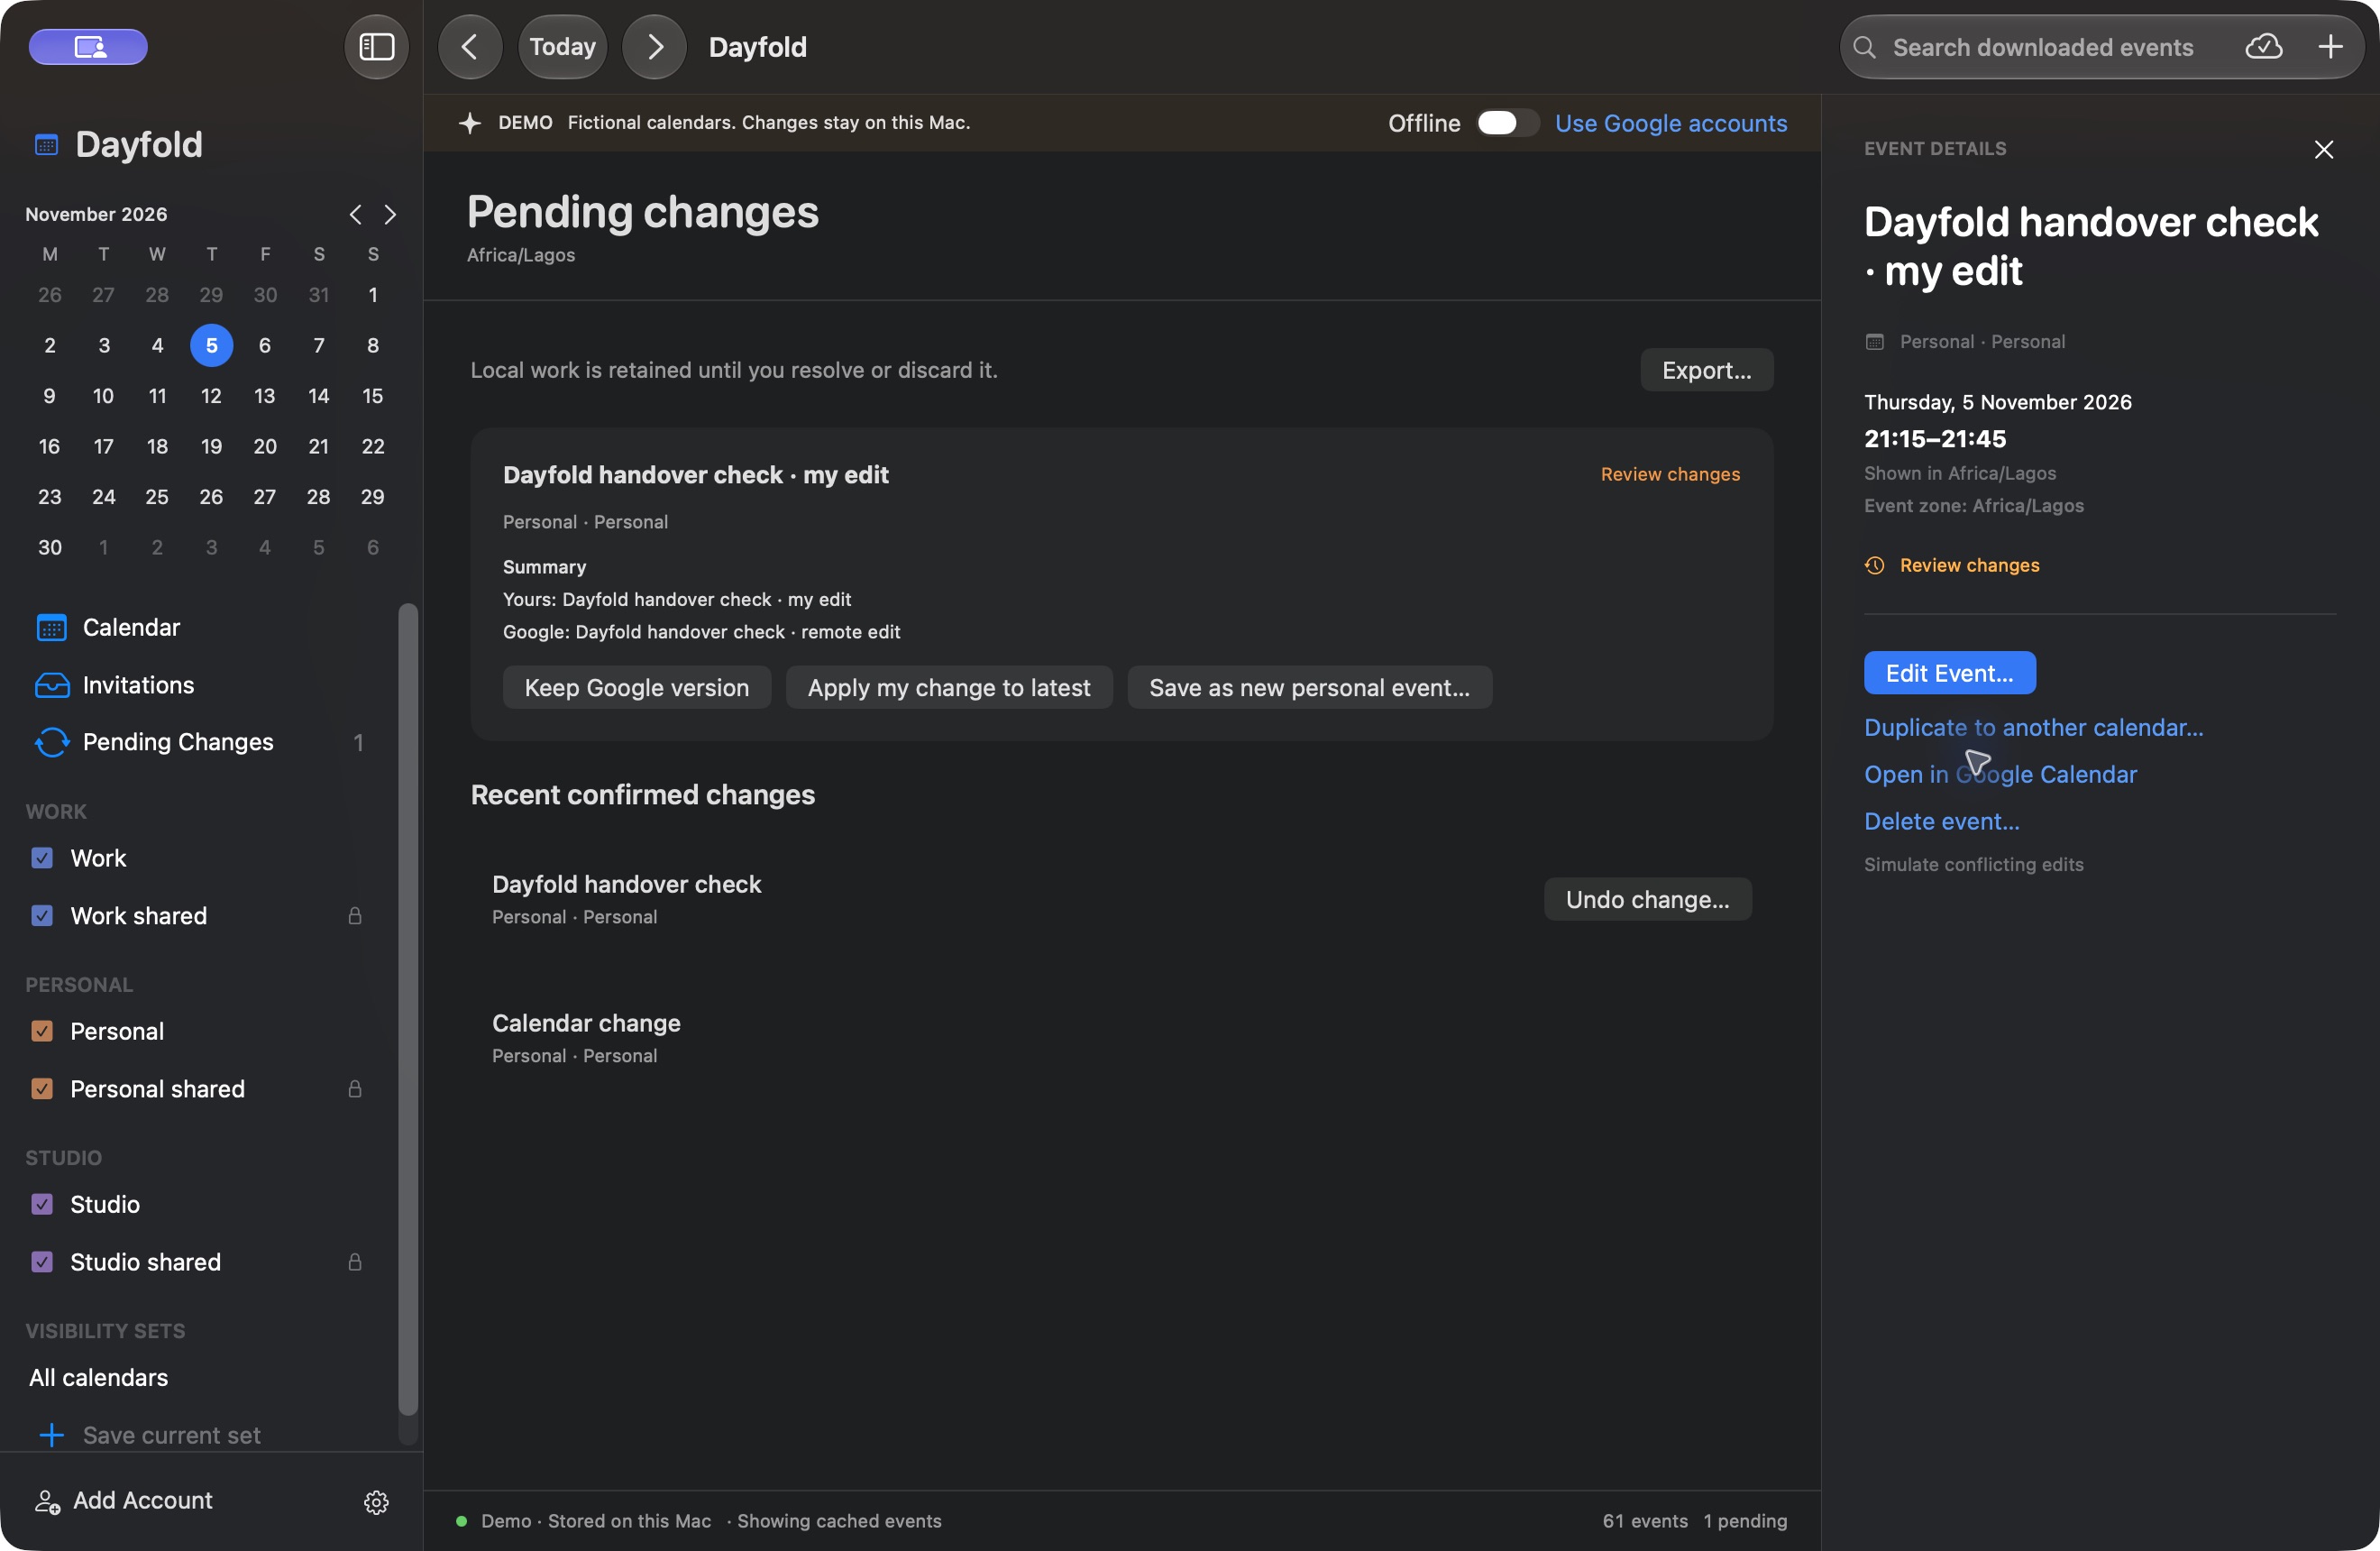 Today
Dayfold
Search downloaded events
Dayfold
November 2026
M T W T F S S
26 27 28 29 30 31 1
2 3 4 5 6 7 8
9 10 11 12 13 14 15
16 17 18 19 20 21 22
23 24 25 26 27 28 29
30 1 2 3 4 5 6
Calendar
Invitations
Pending Changes 1
WORK
Work
Work shared
PERSONAL
Personal
Personal shared
STUDIO
Studio
Studio shared
VISIBILITY SETS
All calendars
Save current set
Add Account
DEMO Fictional calendars. Changes stay on this Mac.
Offline
Use Google accounts
Pending changes
Africa/Lagos
Local work is retained until you resolve or discard it.
Export...
Dayfold handover check · my edit
Review changes
Personal · Personal
Summary
Yours: Dayfold handover check · my edit
Google: Dayfold handover check · remote edit
Keep Google version
Apply my change to latest
Save as new personal event...
Recent confirmed changes
Dayfold handover check
Personal · Personal
Undo change...
Calendar change
Personal · Personal
Demo · Stored on this Mac · Showing cached events
61 events 1 pending
EVENT DETAILS
Dayfold handover check
· my edit
Personal · Personal
Thursday, 5 November 2026
21:15–21:45
Shown in Africa/Lagos
Event zone: Africa/Lagos
Review changes
Edit Event...
Duplicate to another calendar...
Open in Google Calendar
Delete event...
Simulate conflicting edits